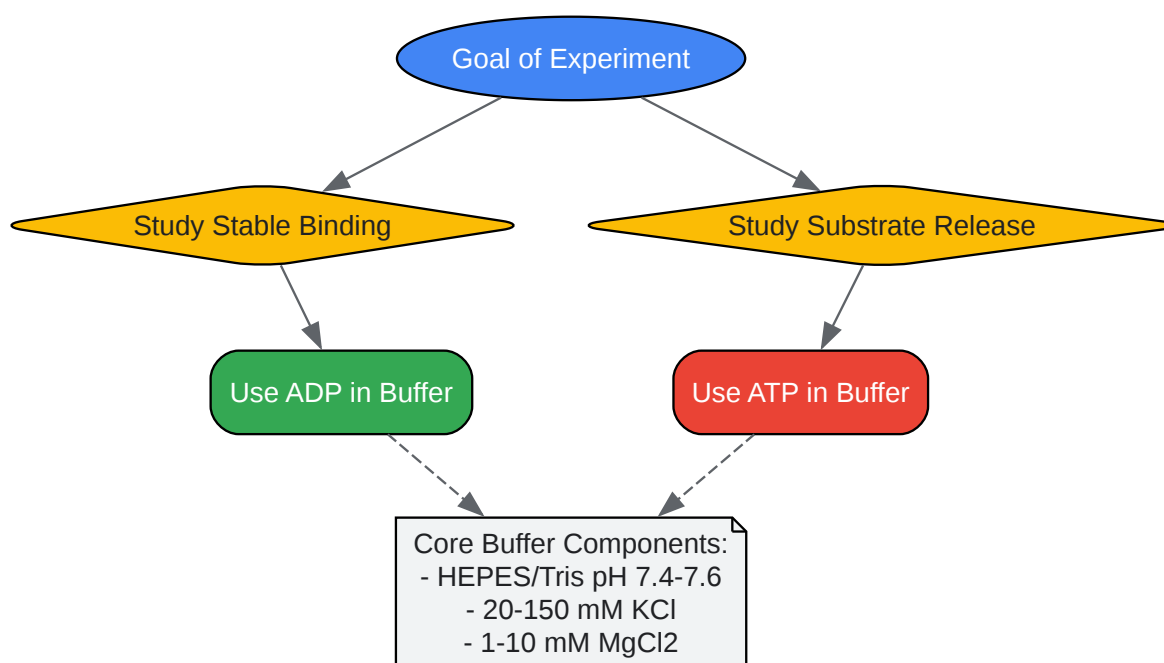 Goal of Experiment
Study Stable Binding
Study Substrate Release
Use ADP in Buffer
Use ATP in Buffer
Core Buffer Components:
- HEPES/Tris pH 7.4-7.6
- 20-150 mM KCl
- 1-10 mM MgCl2